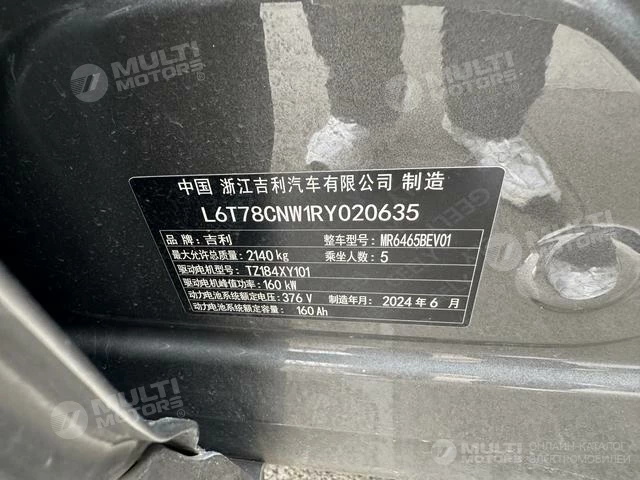 中国 浙江吉利汽车有限公司 制造
L6T78CNW1RY020635
品牌：吉利 整车型号：MR6465BEV01
最大允许总质量：2140 kg 乘坐人数：5
驱动电机型号：TZ184XY101
驱动电机峰值功率：160 kW
动力电池系统额定电压：376 V 制造年月：2024 年 6 月
动力电池系统额定容量：160 Ah
MULTI MOTORS
MULTI MOTORS
MULTI MOTORS
MULTI MOTORS
ОНЛАЙН-КАТАЛОГ
АВТОМОБИЛЕЙ